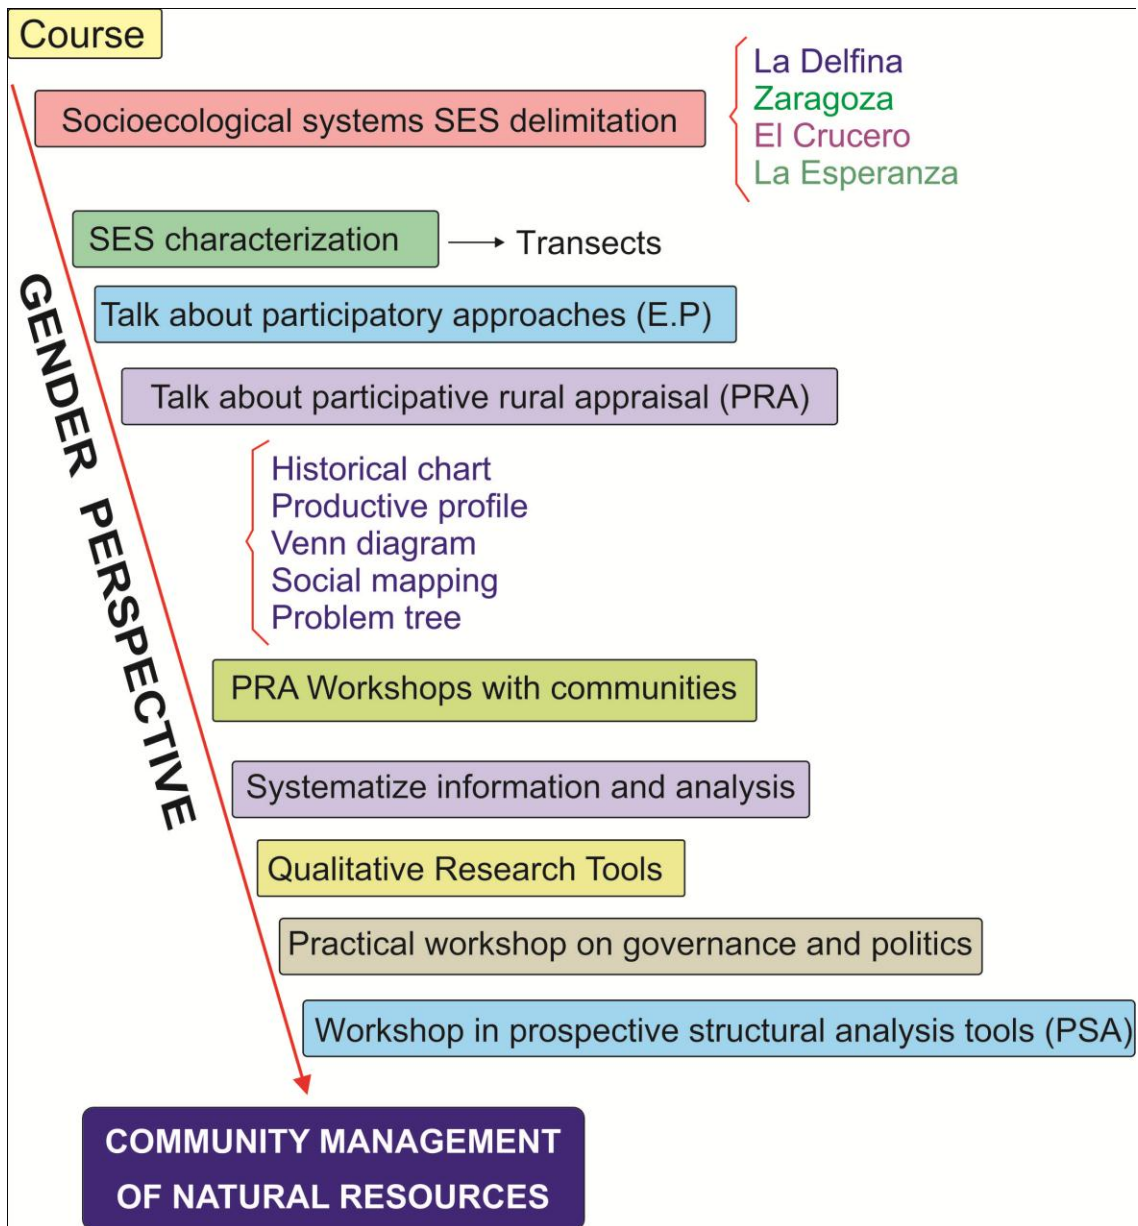 Course
Socioecological systems SES delimitation
La Delfina
Zaragoza
El Crucero
La Esperanza
SES characterization
Transects
Talk about participatory approaches (E.P)
Talk about participative rural appraisal (PRA)
Historical chart
Productive profile
Venn diagram
Social mapping
Problem tree
GENDER PERSPECTIVE
PRA Workshops with communities
Systematize information and analysis
Qualitative Research Tools
Practical workshop on governance and politics
Workshop in prospective structural analysis tools (PSA)
COMMUNITY MANAGEMENT
OF NATURAL RESOURCES